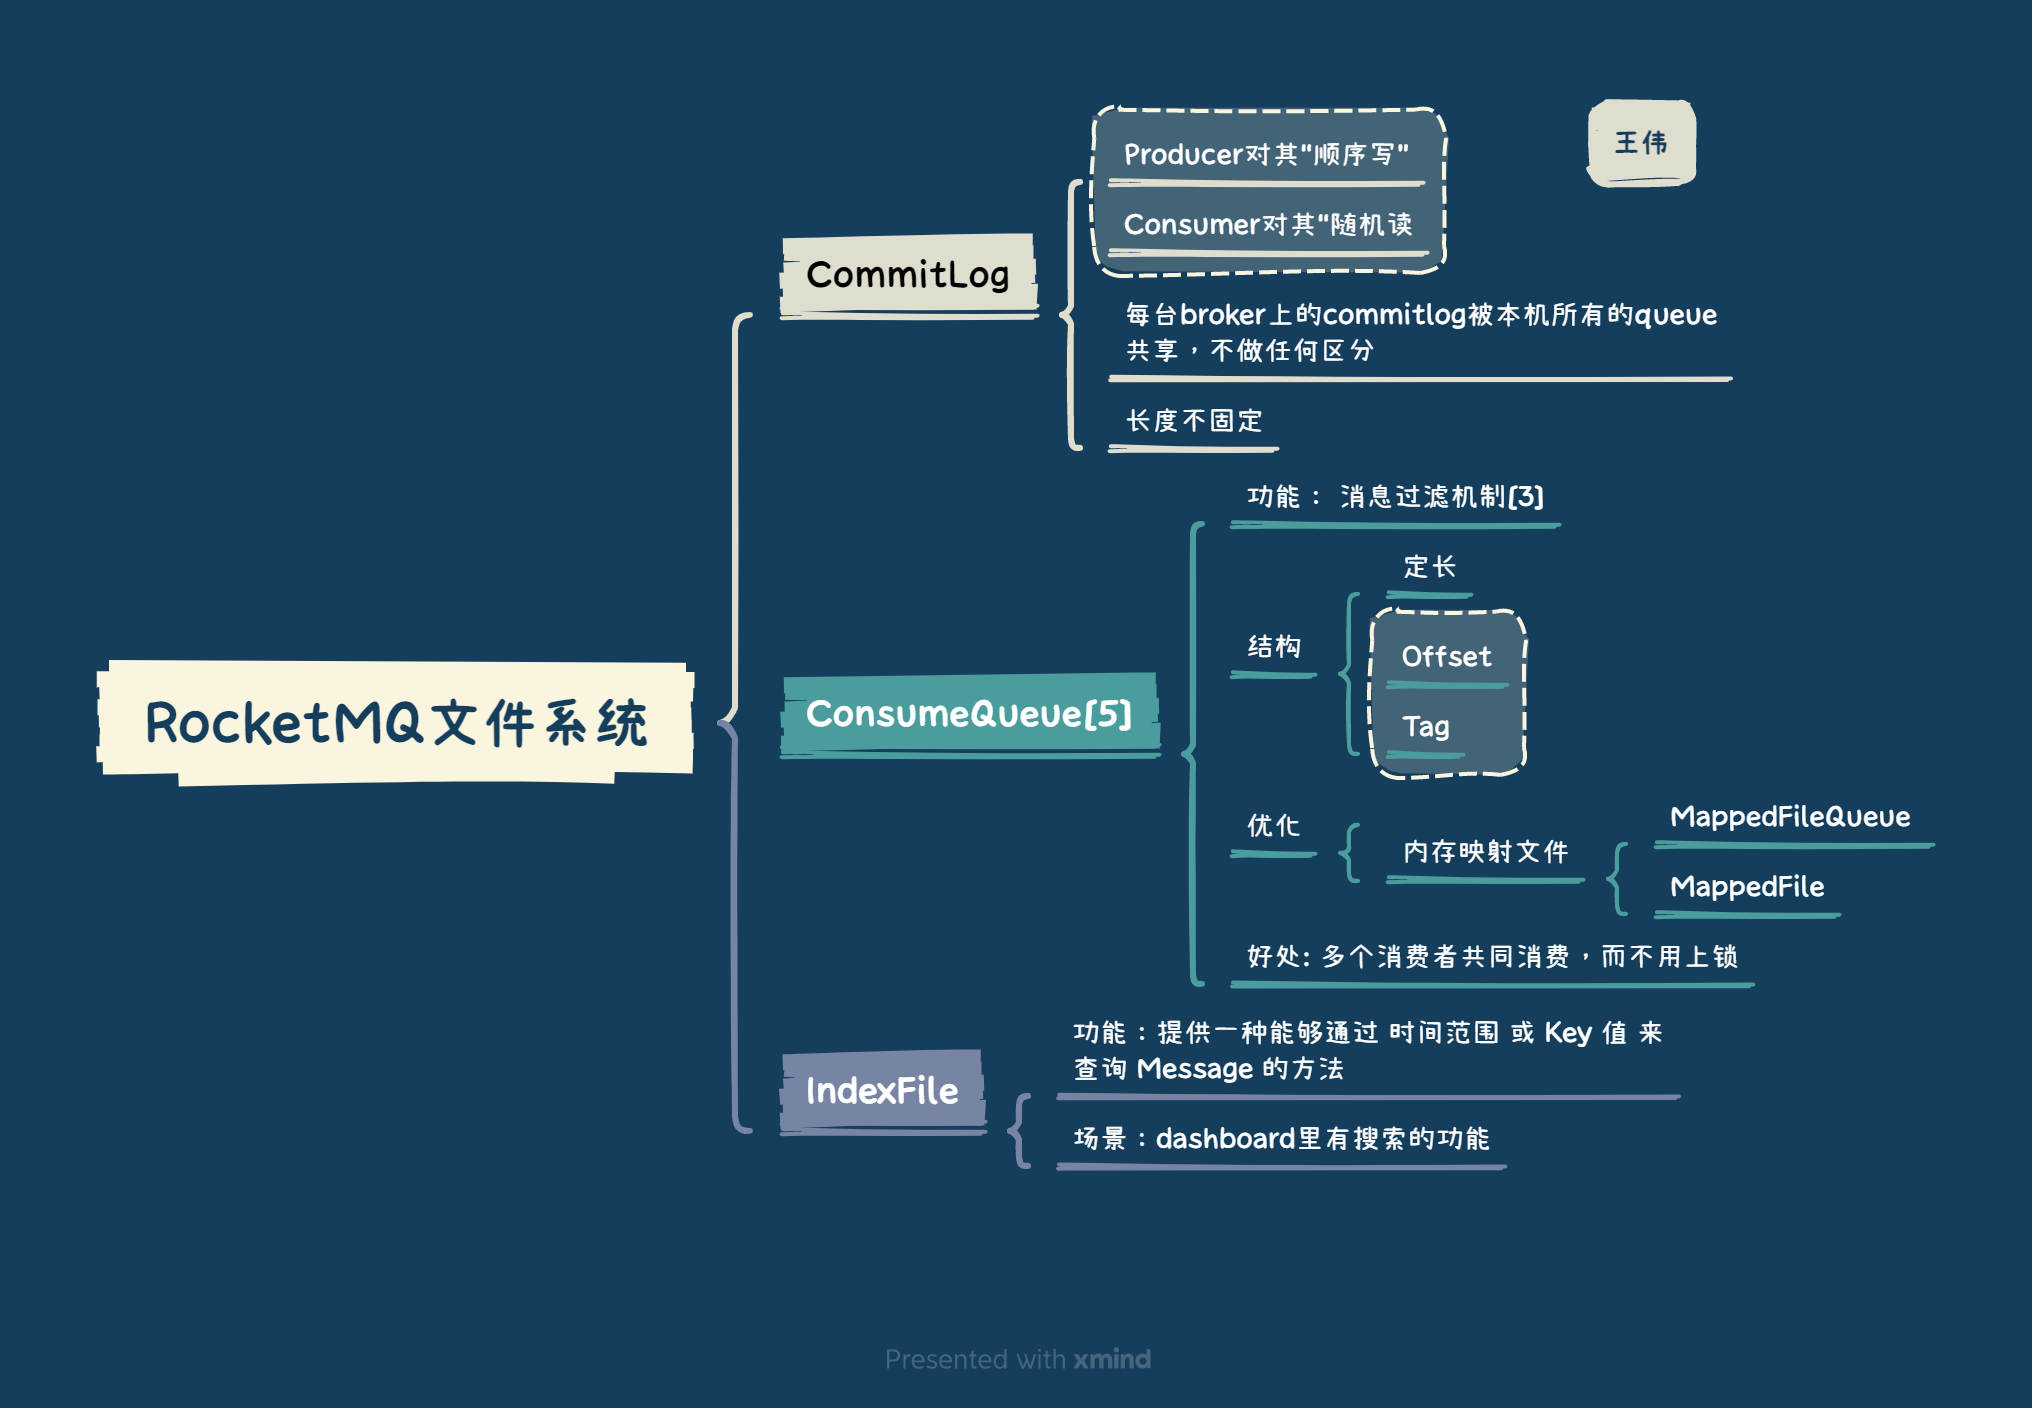 王伟
RocketMQ文件系统
CommitLog
Producer对其"顺序写"
Consumer对其"随机读
每台broker上的commitlog被本机所有的queue
共享，不做任何区分
长度不固定
ConsumeQueue[5]
功能： 消息过滤机制[3]
结构
定长
Offset
Tag
优化
内存映射文件
MappedFileQueue
MappedFile
好处: 多个消费者共同消费，而不用上锁
IndexFile
功能：提供一种能够通过 时间范围 或 Key 值 来
查询 Message 的方法
场景：dashboard里有搜索的功能
Presented with xmind